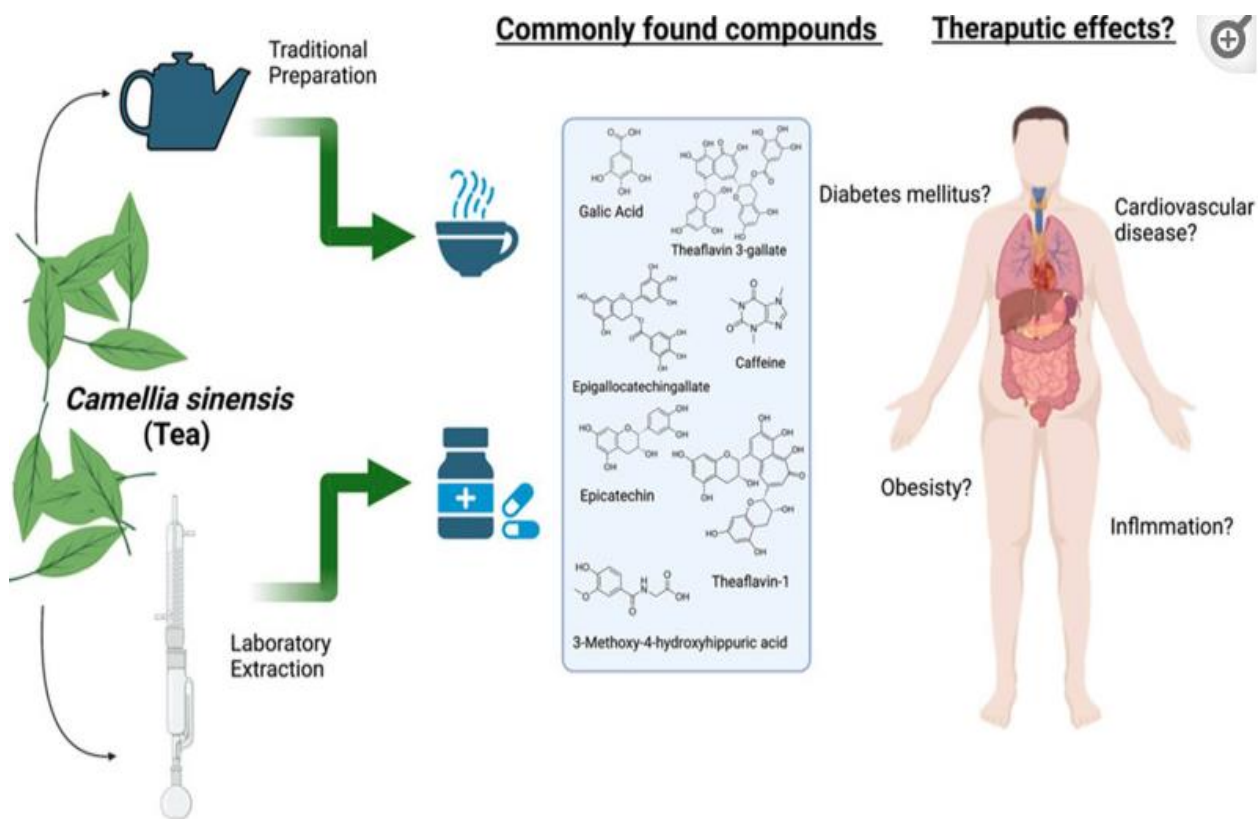 Commonly found compounds
Theraputic effects?
Traditional
Preparation
Camellia sinensis
(Tea)
Laboratory
Extraction
Galic Acid
Theaflavin 3-gallate
Epigallocatechingallate
Caffeine
Epicatechin
Theaflavin-1
3-Methoxy-4-hydroxyhippuric acid
Diabetes mellitus?
Cardiovascular
disease?
Obesisty?
Inflmmation?